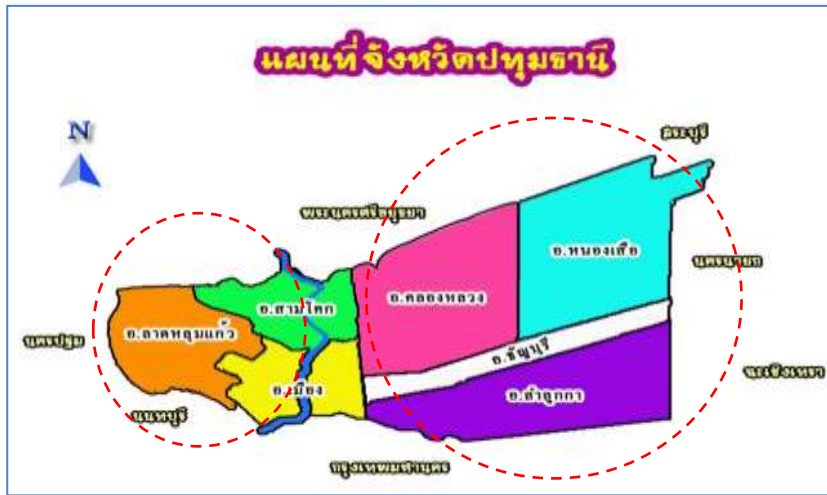 แผนที่จังหวัดปทุมธานี
สระบุรี
N
พระนครศรีอยุธยา
อ.หนองเสือ
นครนายก
อ.คลองหลวง
อ.สามโคก
อ.ลาดหลุมแก้ว
นครปฐม
อ.ธัญบุรี
ฉะเชิงเทรา
อ.เมือง
อ.ลำลูกกา
นนทบุรี
กรุงเทพมหานคร